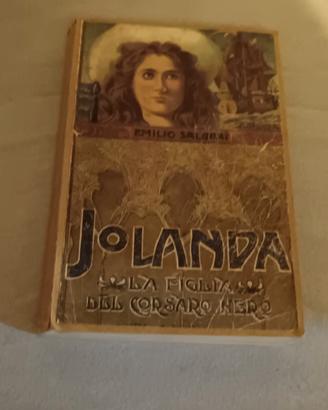 EMILIO SALGARI
JOLANDA
LA FIGLIA
DEL CORSARO NERO